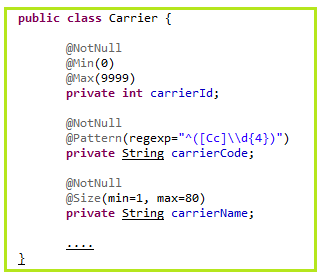 public class Carrier {
@NotNull
@Min(0)
@Max(9999)
private int carrierId;
@NotNull
@Pattern(regexp="^([Cc]\\d{4})")
private String carrierCode;
@NotNull
@Size(min=1, max=80)
private String carrierName;
....
}